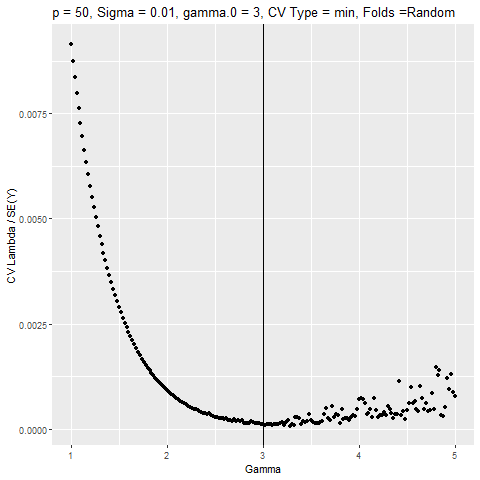 p = 50, Sigma = 0.01, gamma.0 = 3, CV Type = min, Folds =Random
0.0075
0.0050
0.0025
0.0000
CV Lambda / SE(Y)
1 2 3 4 5
Gamma